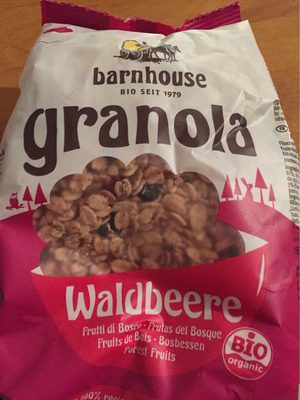 barnhouse
BIO SEIT 1979
granola
Waldbeere
Frutti di Bosco · Frutas del Bosque
Fruits de Bois · Bosbessen
Forest Fruits
BIO
organic
100%